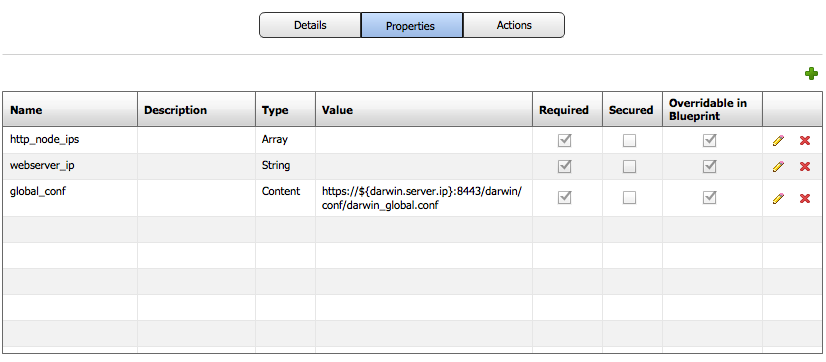 Details Properties Actions
Name Description Type Value Required Secured Overridable in
Blueprint
http_node_ips Array
webserver_ip String
global_conf Content https://${darwin.server.ip}:8443/darwin/
conf/darwin_global.conf